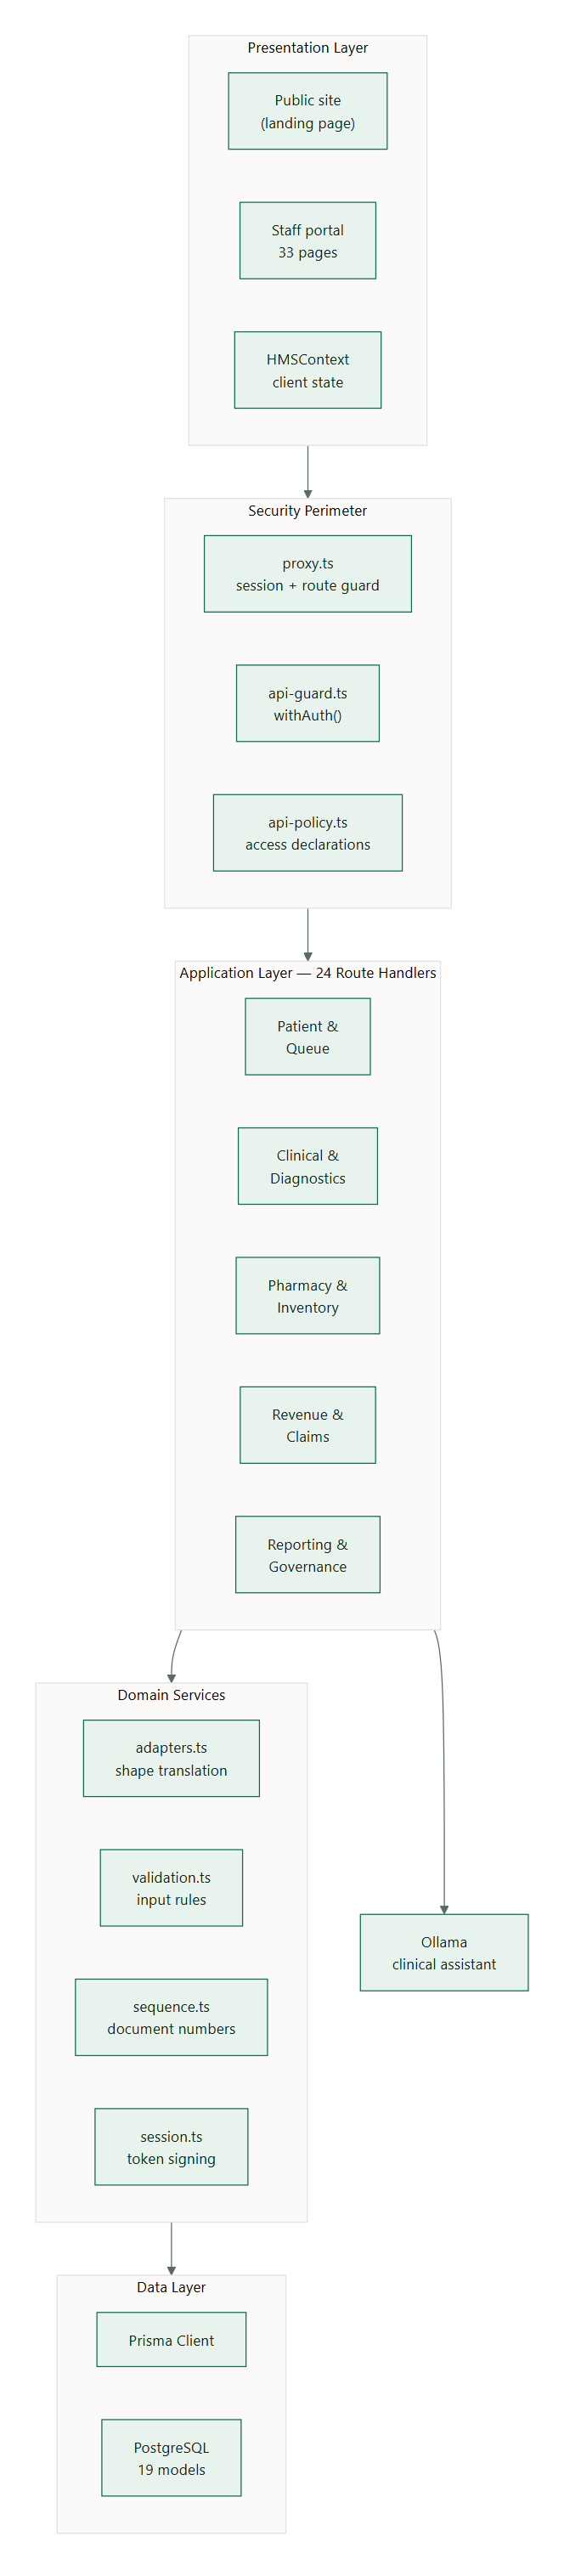 Presentation Layer
Public site
(landing page)
Staff portal
33 pages
HMSContext
client state
Security Perimeter
proxy.ts
session + route guard
api-guard.ts
withAuth()
api-policy.ts
access declarations
Application Layer — 24 Route Handlers
Patient &
Queue
Clinical &
Diagnostics
Pharmacy &
Inventory
Revenue &
Claims
Reporting &
Governance
Domain Services
adapters.ts
shape translation
validation.ts
input rules
sequence.ts
document numbers
session.ts
token signing
Ollama
clinical assistant
Data Layer
Prisma Client
PostgreSQL
19 models